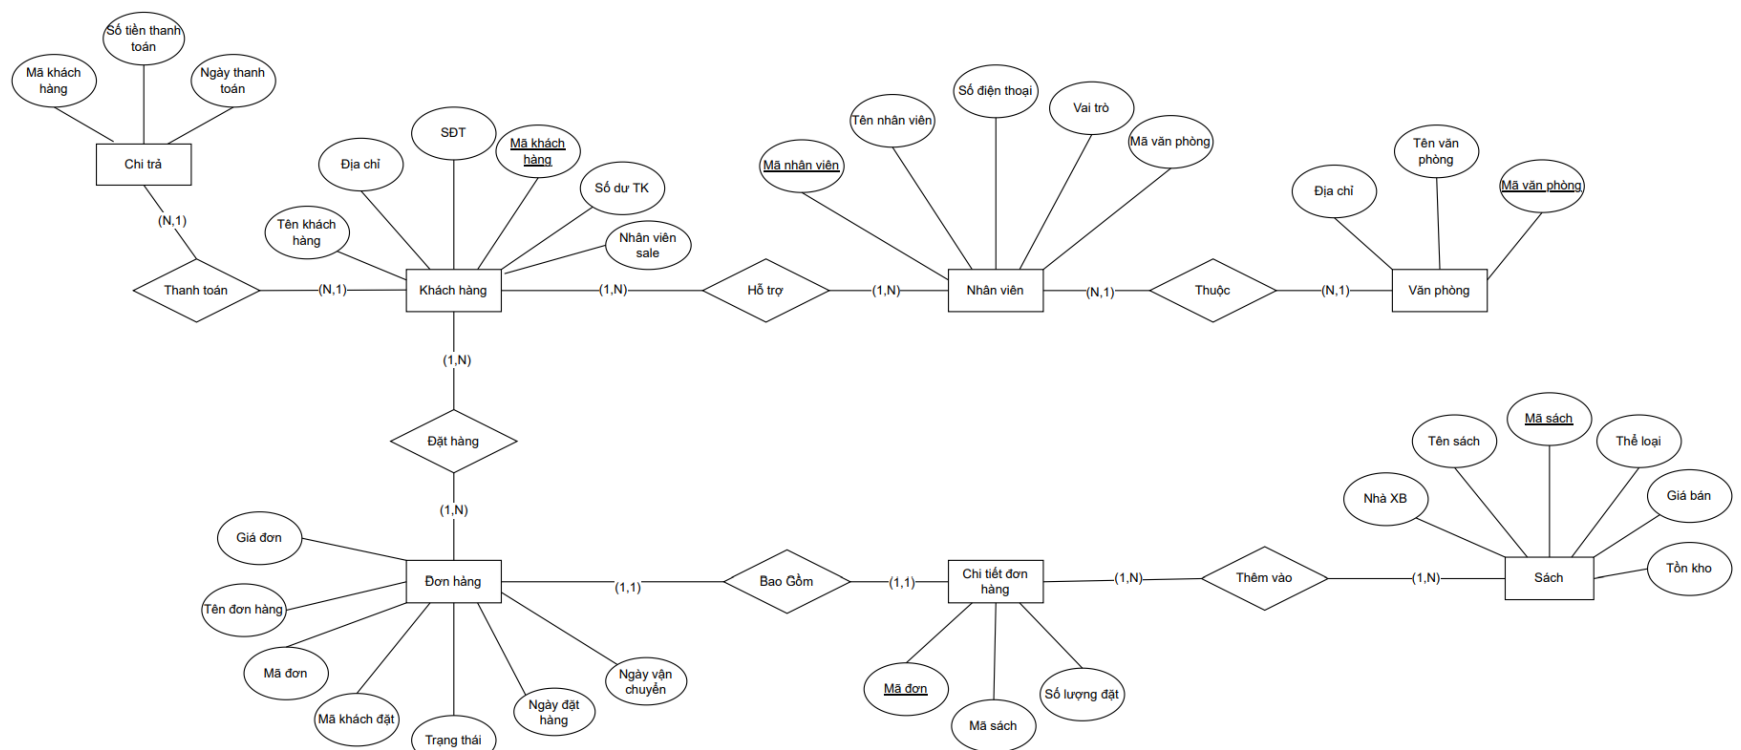 Số tiền thanh
toán
Mã khách
hàng
Ngày thanh
toán
Chi trả
(N,1)
Thanh toán
(N,1)
SĐT
Mã khách
hàng
Địa chỉ
Số dư TK
Tên khách
hàng
Nhân viên
sale
Khách hàng
(1,N)
Hỗ trợ
(1,N)
Số điện thoại
Vai trò
Tên nhân viên
Mã văn phòng
Mã nhân viên
Nhân viên
(N,1)
Thuộc
(N,1)
Tên văn
phòng
Địa chỉ
Mã văn phòng
Văn phòng
(1,N)
Đặt hàng
(1,N)
Giá đơn
Đơn hàng
Tên đơn hàng
Mã đơn
Mã khách đặt
Trạng thái
Ngày đặt
hàng
Ngày vận
chuyển
(1,1)
Bao Gồm
(1,1)
Chi tiết đơn
hàng
Mã đơn
Mã sách
Số lượng đặt
(1,N)
Thêm vào
(1,N)
Mã sách
Tên sách
Thể loại
Nhà XB
Giá bán
Sách
Tồn kho